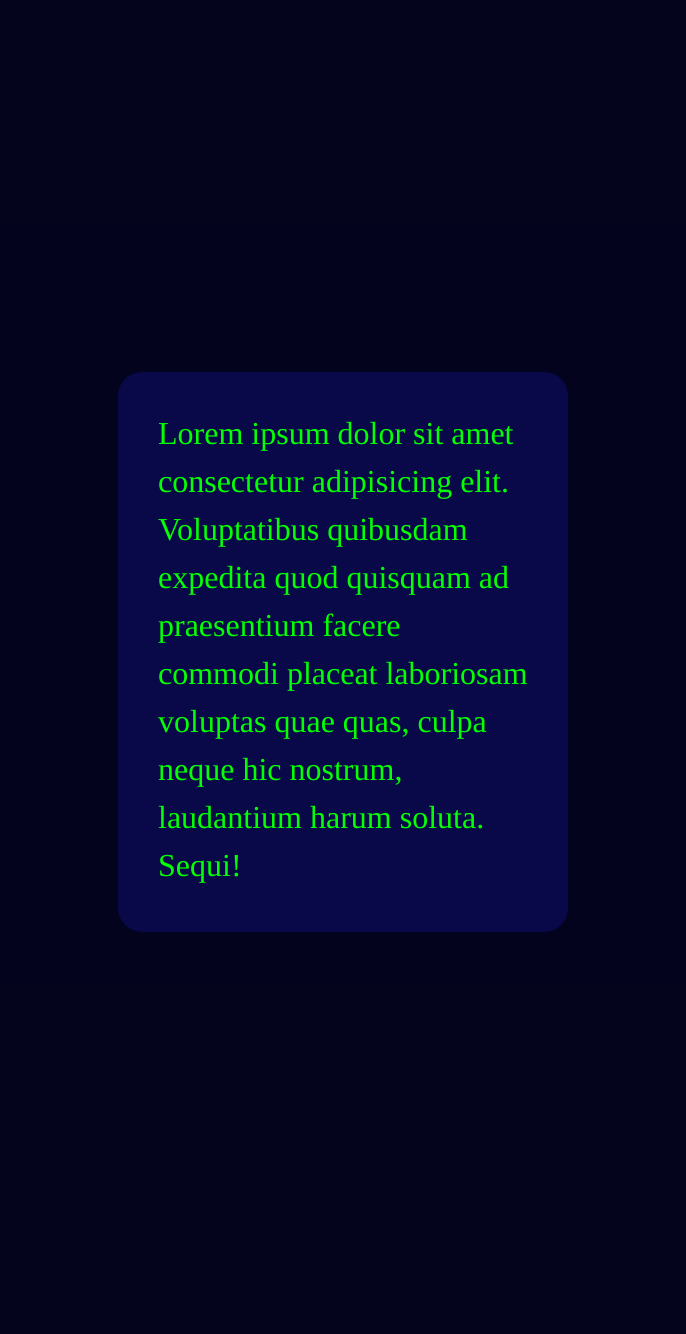 Lorem ipsum dolor sit amet
consectetur adipisicing elit.
Voluptatibus quibusdam
expedita quod quisquam ad
praesentium facere
commodi placeat laboriosam
voluptas quae quas, culpa
neque hic nostrum,
laudantium harum soluta.
Sequi!